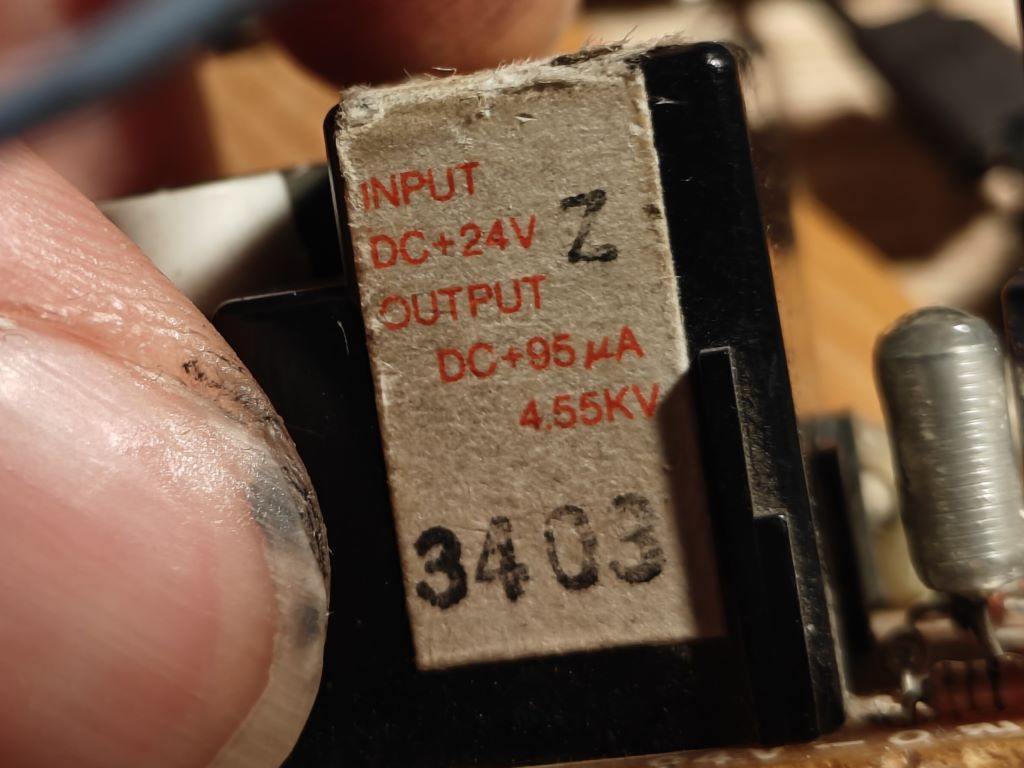 INPUT
DC+24V Z
OUTPUT
DC+95µA
4.55KV
3403